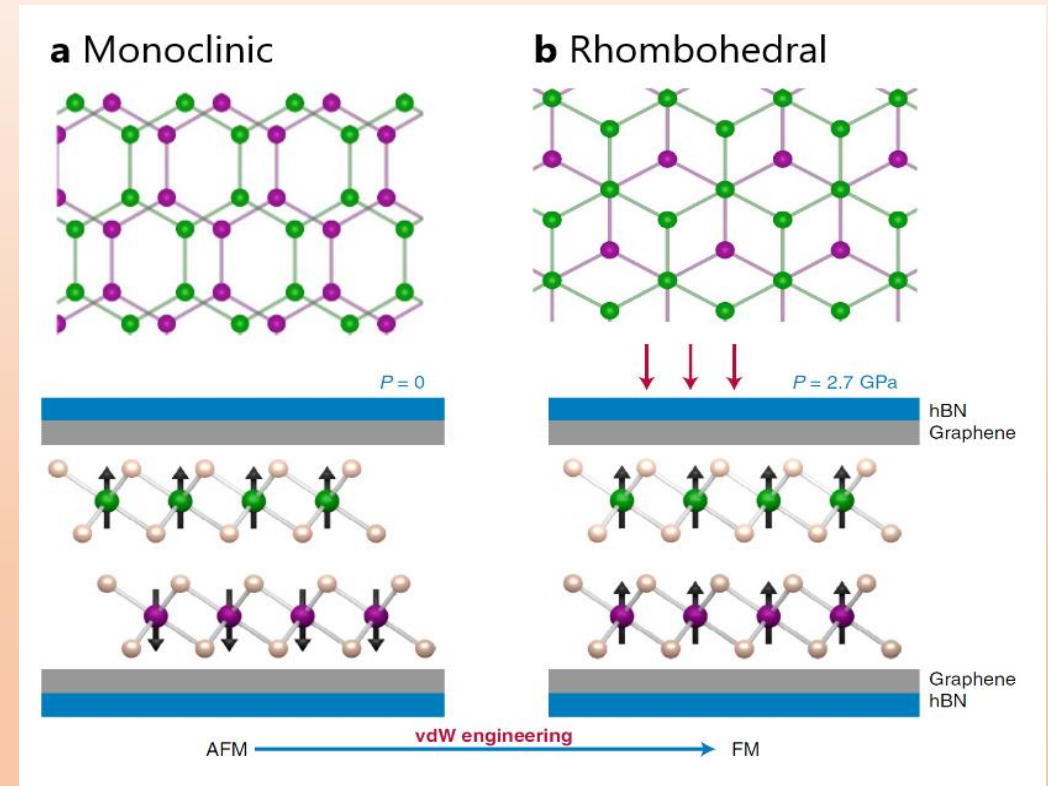 a Monoclinic
b Rhombohedral
P = 0
P = 2.7 GPa
hBN
Graphene
Graphene
hBN
vdW engineering
AFM
FM